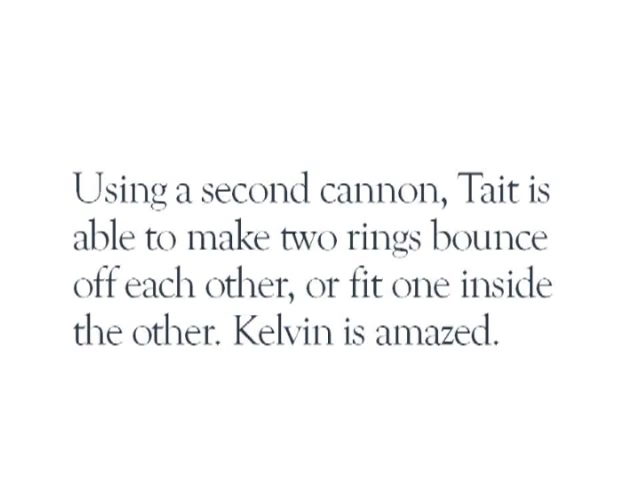 Using a second cannon, Tait is
able to make two rings bounce
off each other, or fit one inside
the other. Kelvin is amazed.